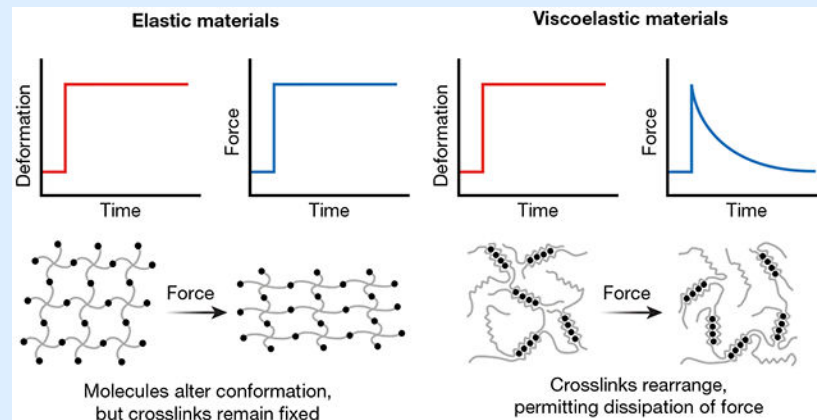 Elastic materials
Viscoelastic materials
Deformation
Time
Force
Time
Deformation
Time
Force
Time
Force
Force
Molecules alter conformation,
but crosslinks remain fixed
Crosslinks rearrange,
permitting dissipation of force